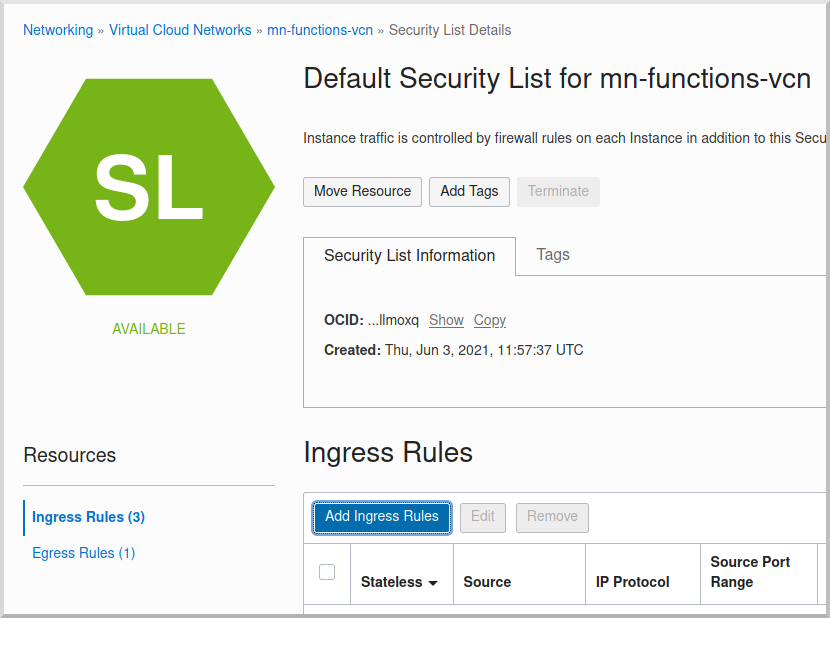 Networking » Virtual Cloud Networks » mn-functions-vcn » Security List Details
SL
AVAILABLE
Default Security List for mn-functions-vcn
Instance traffic is controlled by firewall rules on each Instance in addition to this Secu
Move Resource Add Tags Terminate
Security List Information Tags
OCID: ...llmoxq Show Copy
Created: Thu, Jun 3, 2021, 11:57:37 UTC
Resources
Ingress Rules (3)
Egress Rules (1)
Ingress Rules
Add Ingress Rules Edit Remove
Stateless Source IP Protocol Source Port
Range